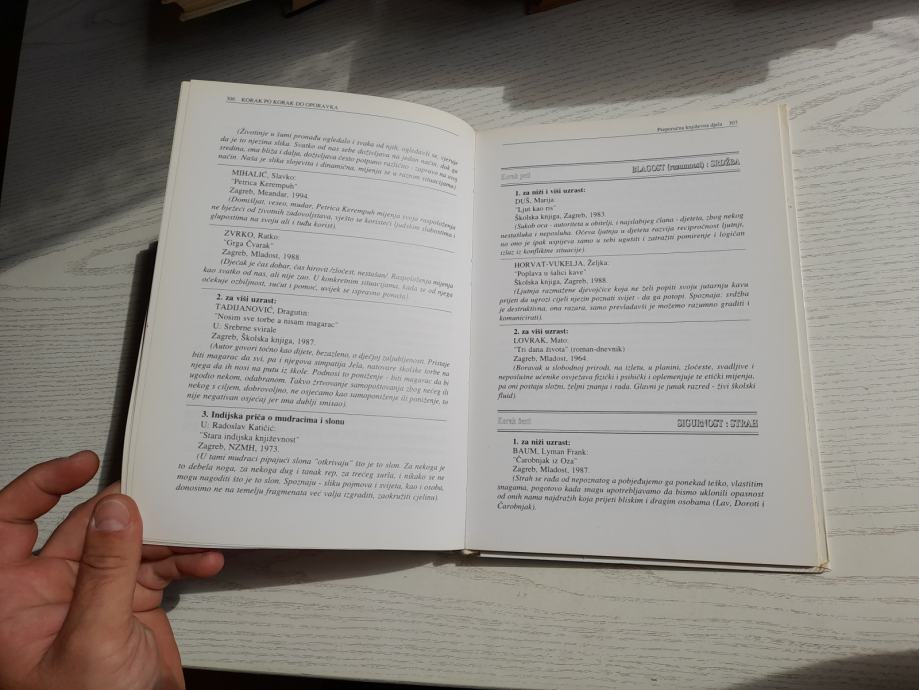 306 KORAK PO KORAK DO OPORAVKA
(Životinje u šumi pronađu ogledalo i svaka od njih, ogledavši se, vjeruje
da je to njezina slika. Svatko od nas sebe doživljava na jedan način, dok ga
sredina, ona bliža i dalja, doživljava često potpuno različito - zapravo na svoj
način. Naša je slika slojevita i dinamična, mijenja se u raznim situacijama)
MIHALIĆ, Slavko:
"Petrica Kerempuh"
Zagreb, Meandar, 1994.
(Domišljat, veseo, mudar, Petrica Kerempuh mijenja svoja raspoloženja
ne bježeći od životnih zadovoljstava, vješto se koristeći ljudskim slabostima i
glupostima na svoju ali i tuđu korist).
ZVRKO, Ratko:
"Grga Čvarak"
Zagreb, Mladost, 1988.
(Dječak je čas dobar, čas hirovit /zločest, nestašan/ Raspoloženja mijenja
kao svatko od nas, ali nije zao. U konkretnim situacijama, kada se od njega
očekuje ozbiljnost, sućut i pomoć, uvijek se ispravno ponaša).
2. za viši uzrast:
TADIJANOVIĆ, Dragutin:
"Nosim sve torbe a nisam magarac"
U: Srebrne svirale
Zagreb, Školska knjiga, 1987.
(Autor govori točno kao dijete, bezazleno, o dječjoj zaljubljenosti. Pristaje
biti magarac da svi, pa i njegova simpatija Jela, natovare školske torbe na
njega da ih nosi na putu iz škole. Podnosi to poniženje - biti magarac da bi
ugodio nekom, odabranom. Takvo žrtvovanje samopoštovanja zbog nečeg ili
nekog s ciljem, dobrovoljno, ne osjećamo kao samoponiženje ili poniženje, to
nije negativan osjećaj jer ima dublji smisao).
3. Indijska priča o mudracima i slonu
U: Radoslav Katičić:
"Stara indijska književnost"
Zagreb, NZMH, 1973.
(U tami mudraci pipajući slona "otkrivaju" što je to slon. Za nekoga je
to debela noga, za nekoga dug i tanak rep, za trećeg surla, i nikako se ne
mogu nagoditi što je to slon. Spoznaju - sliku pojmova i svijeta, kao i osoba,
donosimo ne na temelju fragmenata već valja izgraditi, zaokružiti cjelinu).
Preporučena književna djela 307
Korak peti BLAGOST (razumnost) : SRDŽBA
1. za niži i viši uzrast:
DUŠ, Marija:
"Ljut kao ris"
Školska knjiga, Zagreb, 1983.
(Sukob oca - autoriteta u obitelji, i najslabijeg člana - djeteta, zbog nekog
nestašluka i neposluha. Očeva ljutnja u djetetu razvija recipročnost ljutnji,
no ono je ipak uspijeva samo u sebi ugušiti i zatražiti pomirenje i logičan
izlaz iz konfliktne situacije).
HORVAT-VUKELJA, Željka:
"Poplava u šalici kave"
Školska knjiga, Zagreb, 1988.
(Ljutnja razmažene djevojčice koja ne želi popiti svoju jutarnju kavu
prijeti da ugrozi cijeli njezin poznati svijet - da ga potopi. Spoznaja: srdžba
je destruktivna, ona razara, samo prevladavši je možemo razumno graditi i
komunicirati).
2. za viši uzrast:
LOVRAK, Mato:
"Tri dana života" (roman-dnevnik)
Zagreb, Mladost, 1964.
(Boravak u slobodnoj prirodi, na izletu, u planini, zločeste, svadljive i
neposlušne učenike osvježava fizički i psihički i oplemenjuje te etički mijenja,
pa oni postaju složni, željni znanja i rada. Glavni je junak razred - živi školski
fluid).
Korak šesti SIGURNOST : STRAH
1. za niži uzrast:
BAUM, Lyman Frank:
"Čarobnjak iz Oza"
Zagreb, Mladost, 1987.
(Strah se rađa od nepoznatog a pobjeđujemo ga ponekad teško, vlastitim
snagama, pogotovo kada snagu upotrebljavamo da bismo uklonili opasnost
od onih nama najdražih koja prijeti bliskim i dragim osobama (Lav, Doroti i
Čarobnjak).